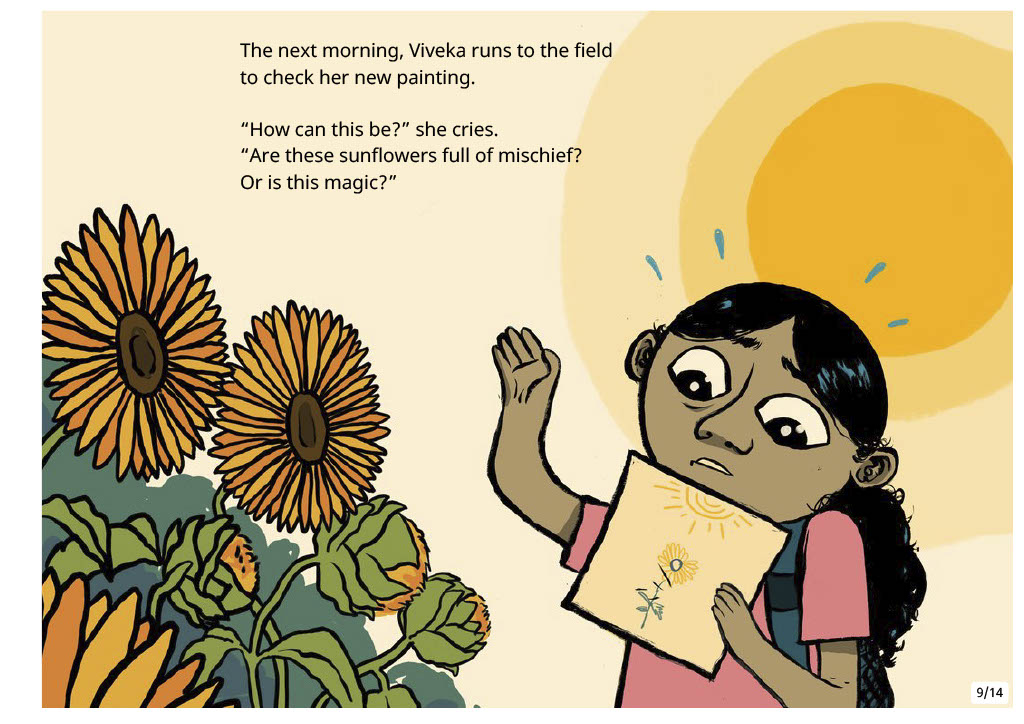 The next morning, Viveka runs to the field
to check her new painting.
“How can this be?” she cries.
“Are these sunflowers full of mischief?
Or is this magic?”
9/14